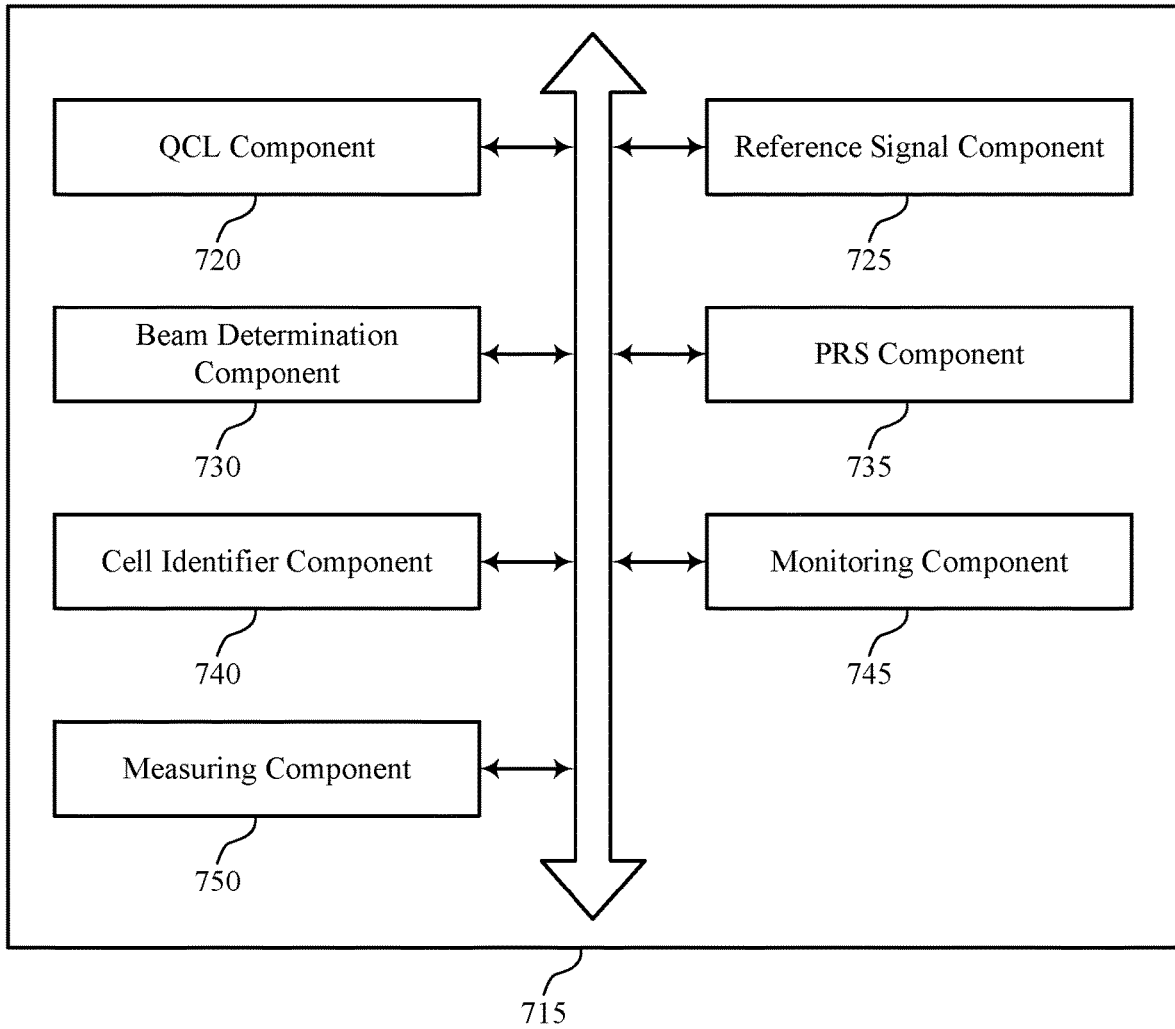 QCL Component
Reference Signal Component
720
725
Beam Determination
Component
PRS Component
730
735
Cell Identifier Component
Monitoring Component
740
745
Measuring Component
750
715